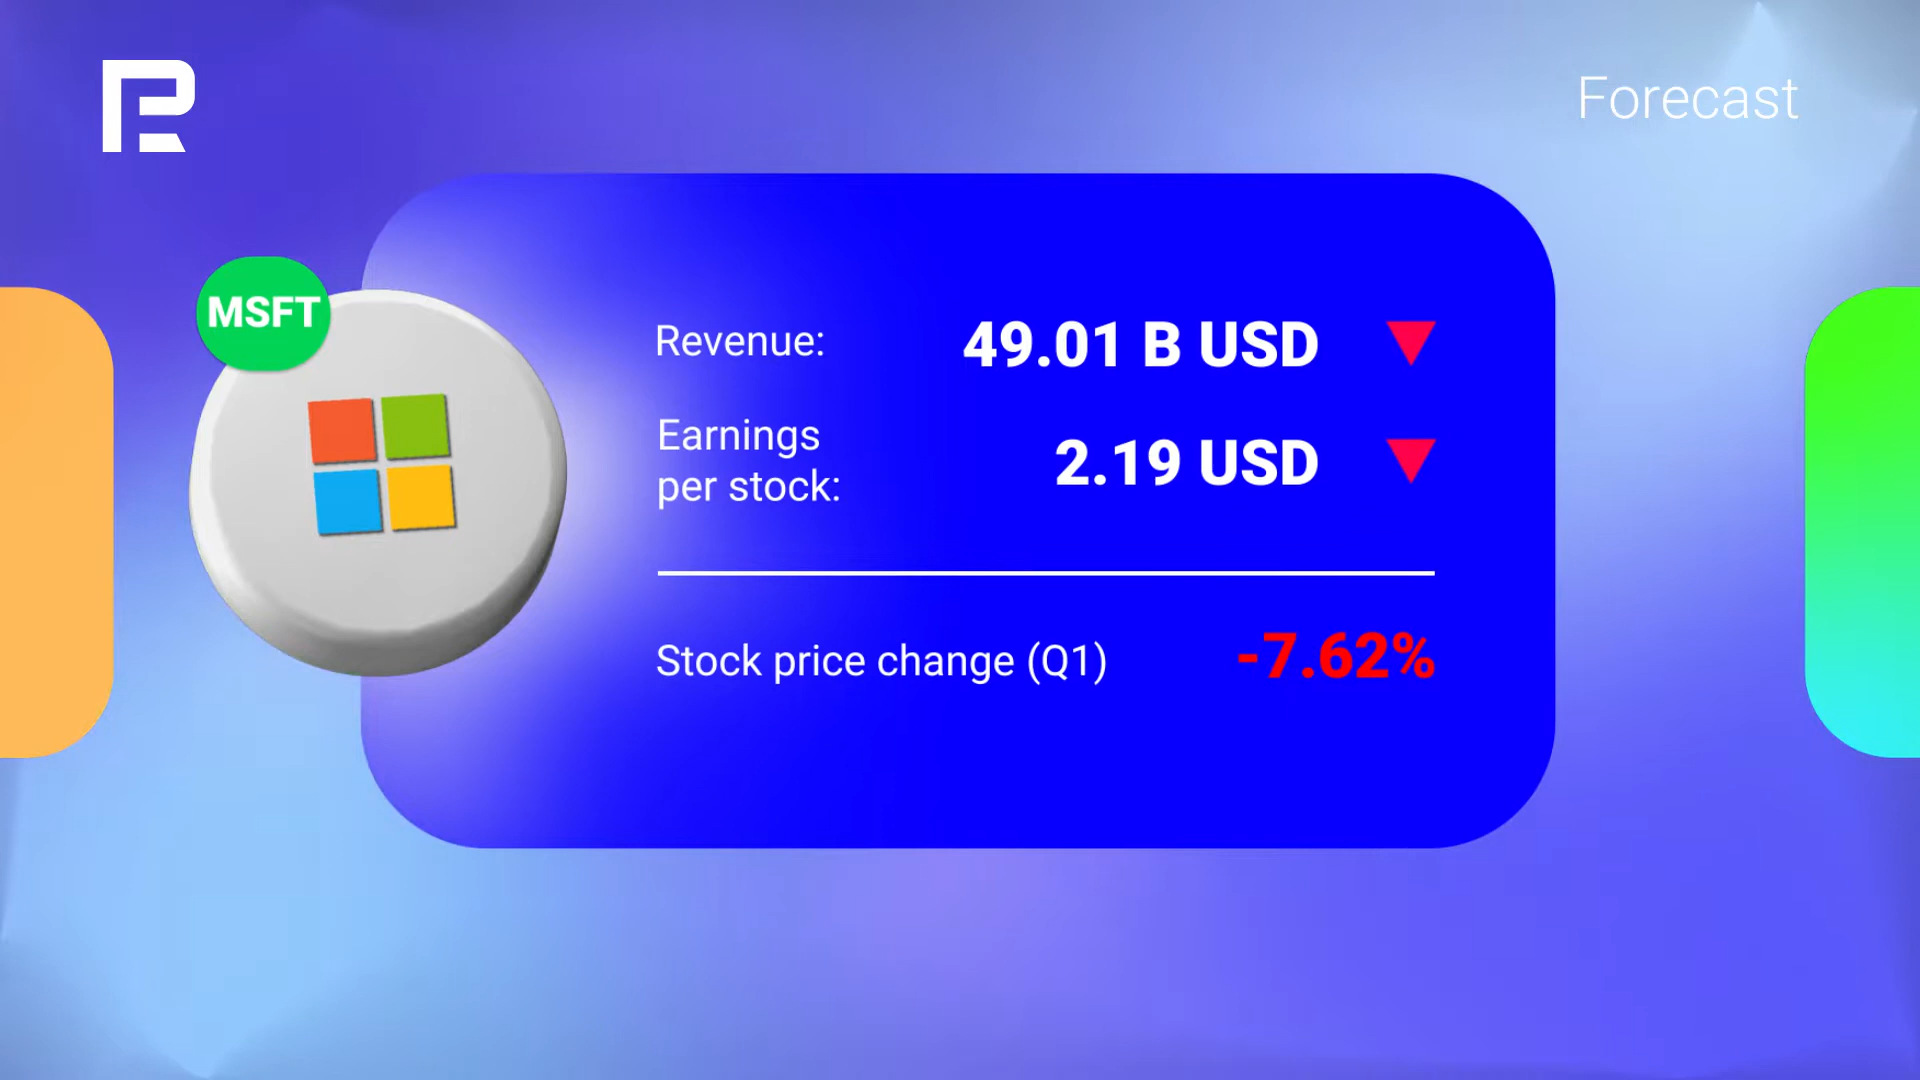 Forecast
MSFT
Revenue: 49.01 B USD
Earnings
per stock: 2.19 USD
Stock price change (Q1) -7.62%